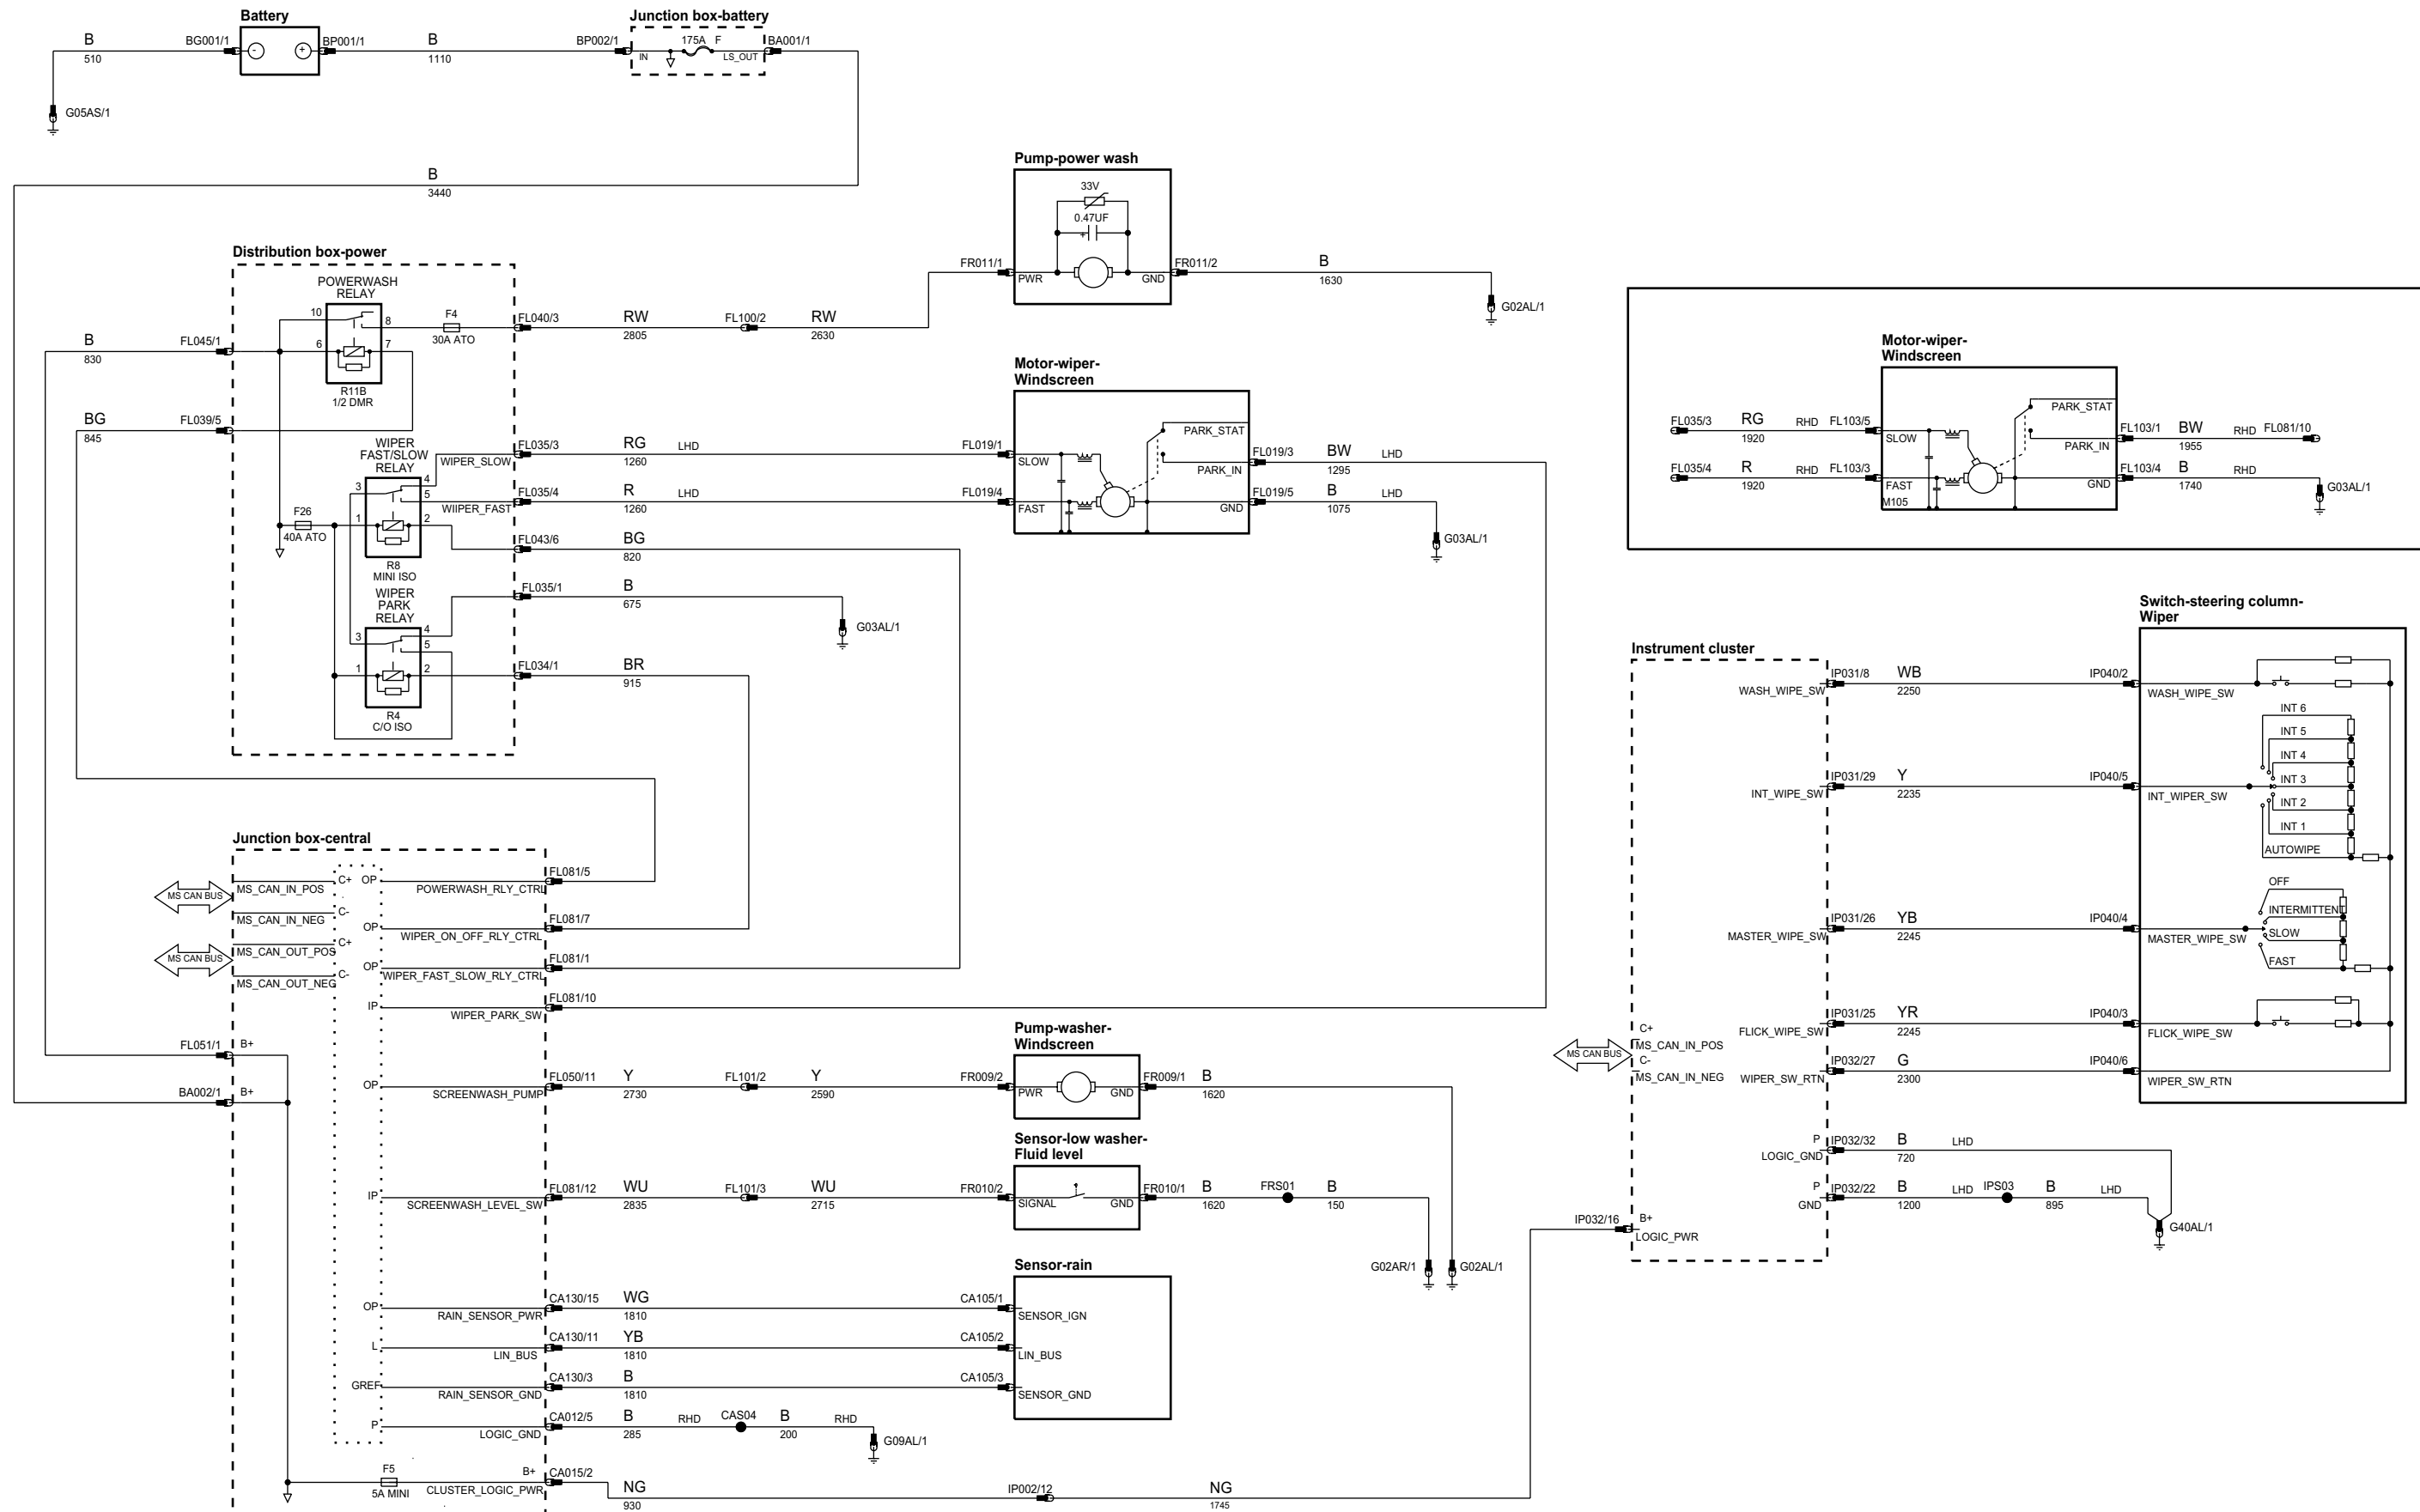 Battery
Junction box-battery
B
510
BG001/1
-
+
BP001/1
B
1110
BP002/1
IN
175A F
LS_OUT
BA001/1
G05AS/1
B
3440
Pump-power wash
33V
0.47UF
+
FR011/1
PWR
GND
FR011/2
B
1630
G02AL/1
Distribution box-power
POWERWASH
RELAY
10
8
6
7
R11B
1/2 DMR
F4
30A ATO
FL040/3
RW
2805
FL100/2
RW
2630
B
830
FL045/1
BG
845
FL039/5
WIPER
FAST/SLOW
RELAY
3
4
5
1
2
R8
MINI ISO
F26
40A ATO
WIPER_SLOW
FL035/3
RG
1260
LHD
WIIPER_FAST
FL035/4
R
1260
LHD
FL043/6
BG
820
WIPER
PARK
RELAY
3
4
5
1
2
R4
C/O ISO
FL035/1
B
675
G03AL/1
FL034/1
BR
915
Motor-wiper-
Windscreen
FL019/1
SLOW
PARK_STAT
PARK_IN
FL019/3
BW
1295
LHD
FL019/4
FAST
GND
FL019/5
B
1075
LHD
G03AL/1
Motor-wiper-
Windscreen
FL035/3
RG
1920
RHD
FL103/5
SLOW
PARK_STAT
PARK_IN
FL103/1
BW
1955
RHD
FL081/10
FL035/4
R
1920
RHD
FL103/3
FAST
M105
GND
FL103/4
B
1740
RHD
G03AL/1
Junction box-central
MS CAN BUS
MS_CAN_IN_POS
C+
MS_CAN_IN_NEG
C-
MS CAN BUS
MS_CAN_OUT_POS
C+
MS_CAN_OUT_NEG
C-
OP
POWERWASH_RLY_CTRL
FL081/5
OP
WIPER_ON_OFF_RLY_CTRL
FL081/7
OP
WIPER_FAST_SLOW_RLY_CTRL
FL081/1
IP
WIPER_PARK_SW
FL081/10
FL051/1
B+
BA002/1
B+
OP
SCREENWASH_PUMP
FL050/11
Y
2730
FL101/2
Y
2590
Pump-washer-
Windscreen
FR009/2
PWR
GND
FR009/1
B
1620
IP
SCREENWASH_LEVEL_SW
FL081/12
WU
2835
FL101/3
WU
2715
Sensor-low washer-
Fluid level
FR010/2
SIGNAL
GND
FR010/1
B
1620
FRS01
B
150
G02AR/1
G02AL/1
Sensor-rain
OP
RAIN_SENSOR_PWR
CA130/15
WG
1810
CA105/1
SENSOR_IGN
L
LIN_BUS
CA130/11
YB
1810
CA105/2
LIN_BUS
GREF
RAIN_SENSOR_GND
CA130/3
B
1810
CA105/3
SENSOR_GND
P
LOGIC_GND
CA012/5
B
285
RHD
CAS04
B
200
RHD
G09AL/1
F5
5A MINI
B+
CLUSTER_LOGIC_PWR
CA015/2
NG
930
IP002/12
NG
1745
Instrument cluster
Switch-steering column-
Wiper
WASH_WIPE_SW
IP031/8
WB
2250
IP040/2
WASH_WIPE_SW
INT 6
INT 5
INT 4
INT 3
INT 2
INT 1
AUTOWIPE
INT_WIPE_SW
IP031/29
Y
2235
IP040/5
INT_WIPER_SW
MASTER_WIPE_SW
IP031/26
YB
2245
IP040/4
MASTER_WIPE_SW
OFF
INTERMITTENT
SLOW
FAST
FLICK_WIPE_SW
IP031/25
YR
2245
IP040/3
FLICK_WIPE_SW
MS CAN BUS
C+
MS_CAN_IN_POS
C-
MS_CAN_IN_NEG
WIPER_SW_RTN
IP032/27
G
2300
IP040/6
WIPER_SW_RTN
P
LOGIC_GND
IP032/32
B
720
LHD
P
GND
IP032/22
B
1200
LHD
IPS03
B
895
LHD
G40AL/1
IP032/16
B+
LOGIC_PWR